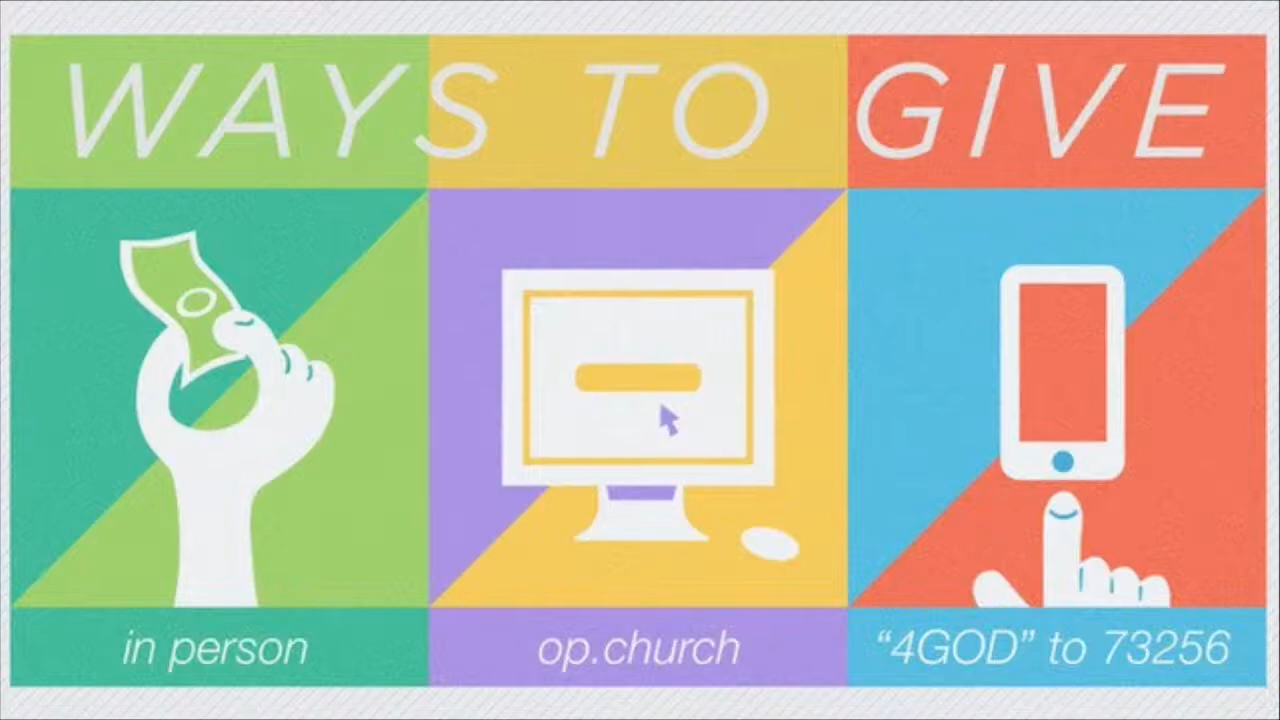 WAYS TO GIVE
in person
op.church
“4GOD” to 73256